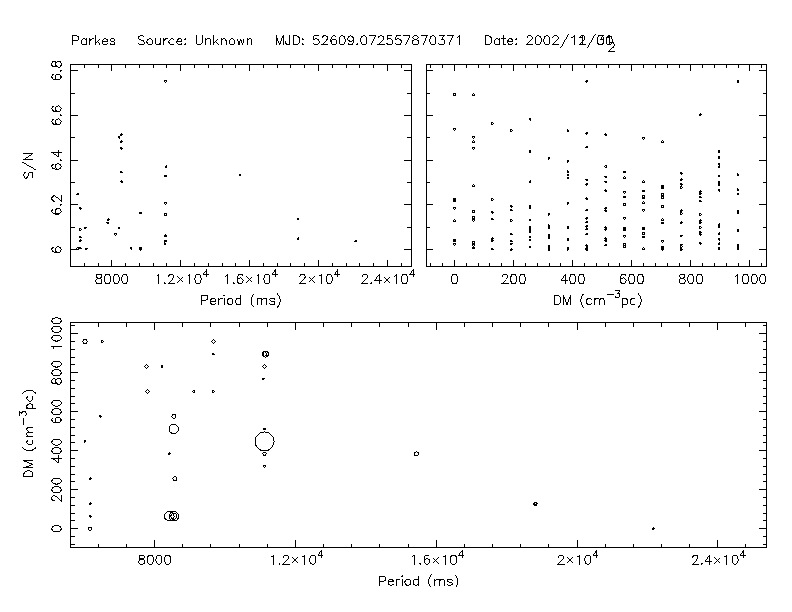 Parkes Source: Unknown MJD: 52609.072557870371 Date: 2002/
S/N
6 6.2 6.4 6.6 6.8
8000 1.2×10⁴ 1.6×10⁴ 2×10⁴ 2.4×10⁴
Period (ms)
0 200 400 600 800 1000
DM (cm⁻³pc)
DM (cm⁻³pc)
0 200 400 600 800 1000
8000 1.2×10⁴ 1.6×10⁴ 2×10⁴ 2.4×10⁴
Period (ms)